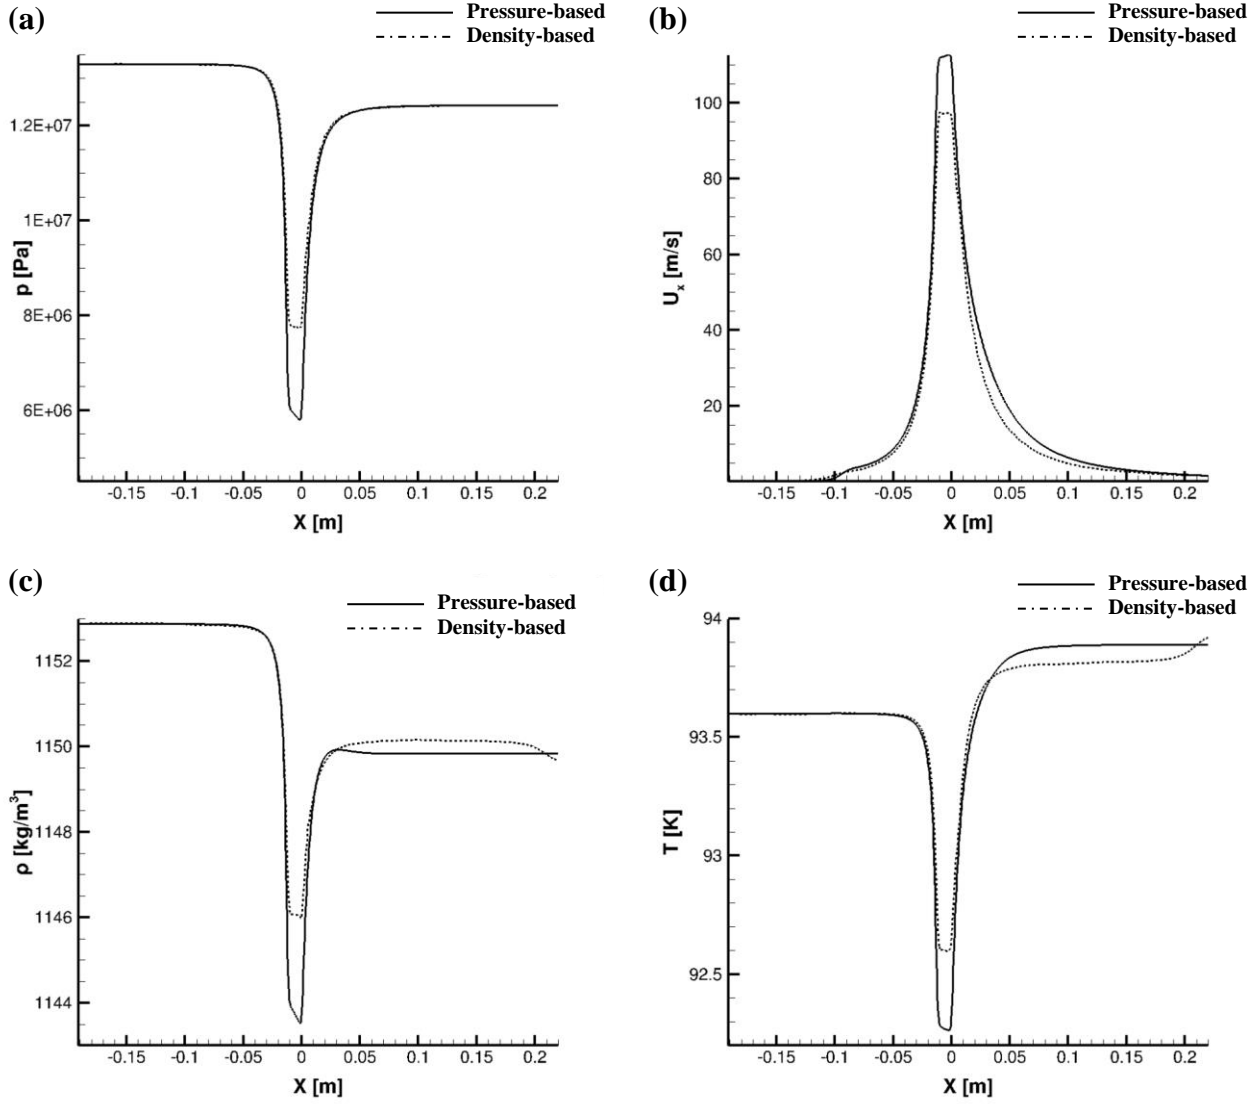 (a)
Pressure-based
Density-based
1.2E+07
1E+07
8E+06
6E+06
p [Pa]
-0.15 -0.1 -0.05 0 0.05 0.1 0.15 0.2
X [m]
(b)
Pressure-based
Density-based
100
80
60
40
20
Uₓ [m/s]
-0.15 -0.1 -0.05 0 0.05 0.1 0.15 0.2
X [m]
(c)
Pressure-based
Density-based
1152
1150
1148
1146
1144
ρ [kg/m³]
-0.15 -0.1 -0.05 0 0.05 0.1 0.15 0.2
X [m]
(d)
Pressure-based
Density-based
94
93.5
93
92.5
T [K]
-0.15 -0.1 -0.05 0 0.05 0.1 0.15 0.2
X [m]